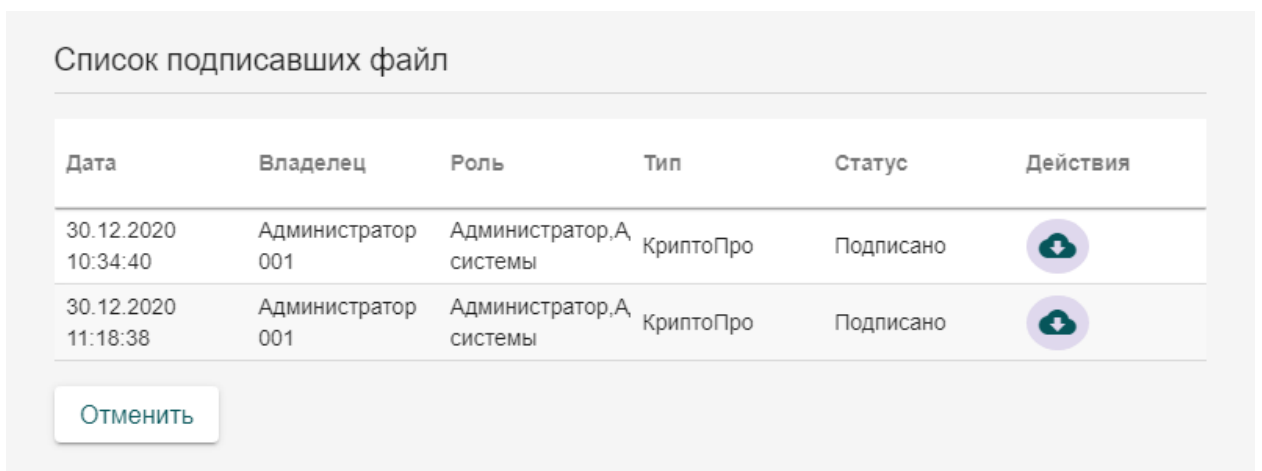 Список подписавших файл
Дата Владелец Роль Тип Статус Действия
30.12.2020 Администратор Администратор,А
10:34:40 001 системы КриптоПро Подписано
30.12.2020 Администратор Администратор,А
11:18:38 001 системы КриптоПро Подписано
Отменить